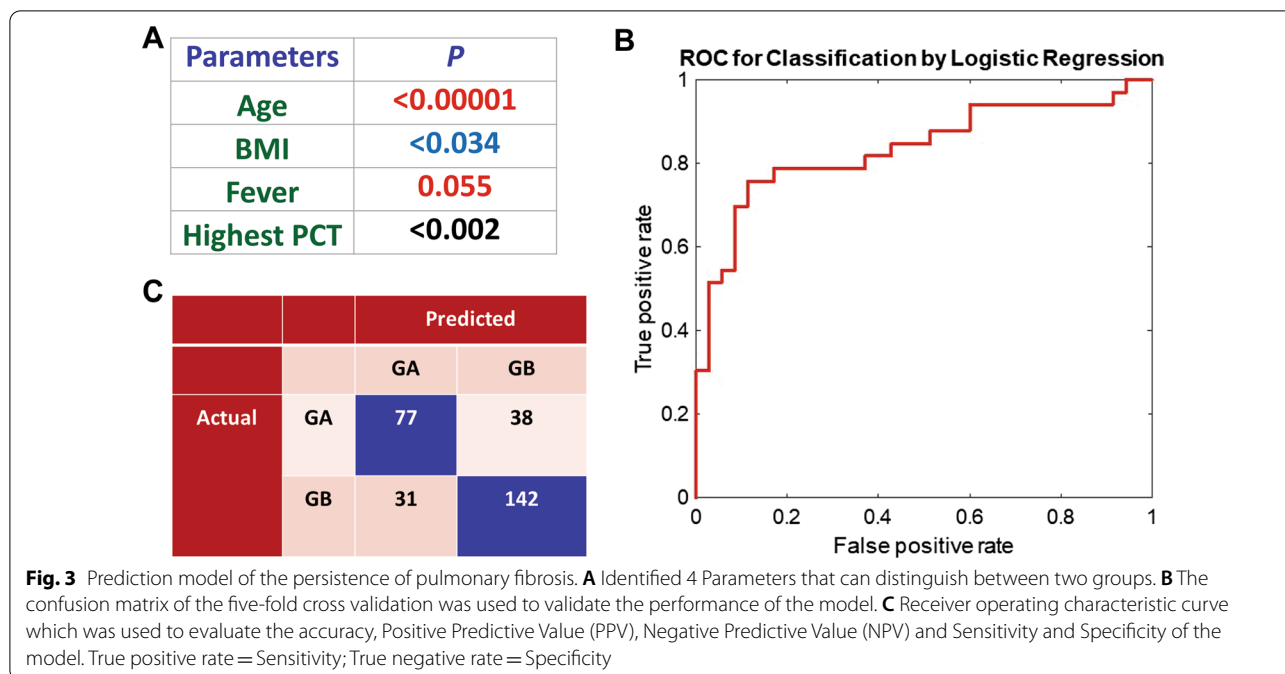 A
Parameters P
Age <0.00001
BMI <0.034
Fever 0.055
Highest PCT <0.002
B
ROC for Classification by Logistic Regression
1
0.8
0.6
0.4
0.2
0
True positive rate
0 0.2 0.4 0.6 0.8 1
False positive rate
C
Predicted
GA GB
Actual GA 77 38
GB 31 142
Fig. 3 Prediction model of the persistence of pulmonary fibrosis. A Identified 4 Parameters that can distinguish between two groups. B The
confusion matrix of the five-fold cross validation was used to validate the performance of the model. C Receiver operating characteristic curve
which was used to evaluate the accuracy, Positive Predictive Value (PPV), Negative Predictive Value (NPV) and Sensitivity and Specificity of the
model. True positive rate = Sensitivity; True negative rate = Specificity